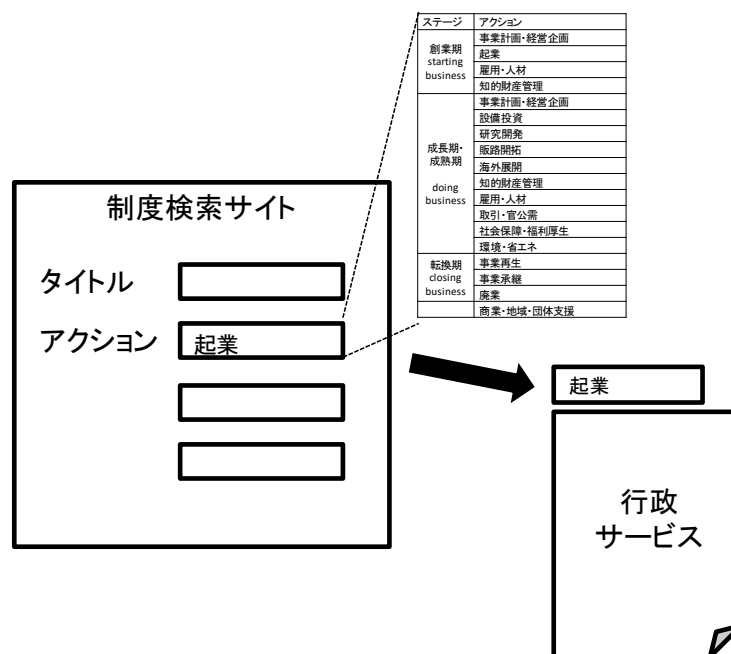 ステージ アクション
創業期
starting
business
事業計画・経営企画
起業
雇用・人材
知的財産管理
成長期・
成熟期
doing
business
事業計画・経営企画
設備投資
研究開発
販路開拓
海外展開
知的財産管理
雇用・人材
取引・官公需
社会保障・福利厚生
環境・省エネ
転換期
closing
business
事業再生
事業承継
廃業
商業・地域・団体支援
制度検索サイト
タイトル
アクション 起業
起業
行政
サービス